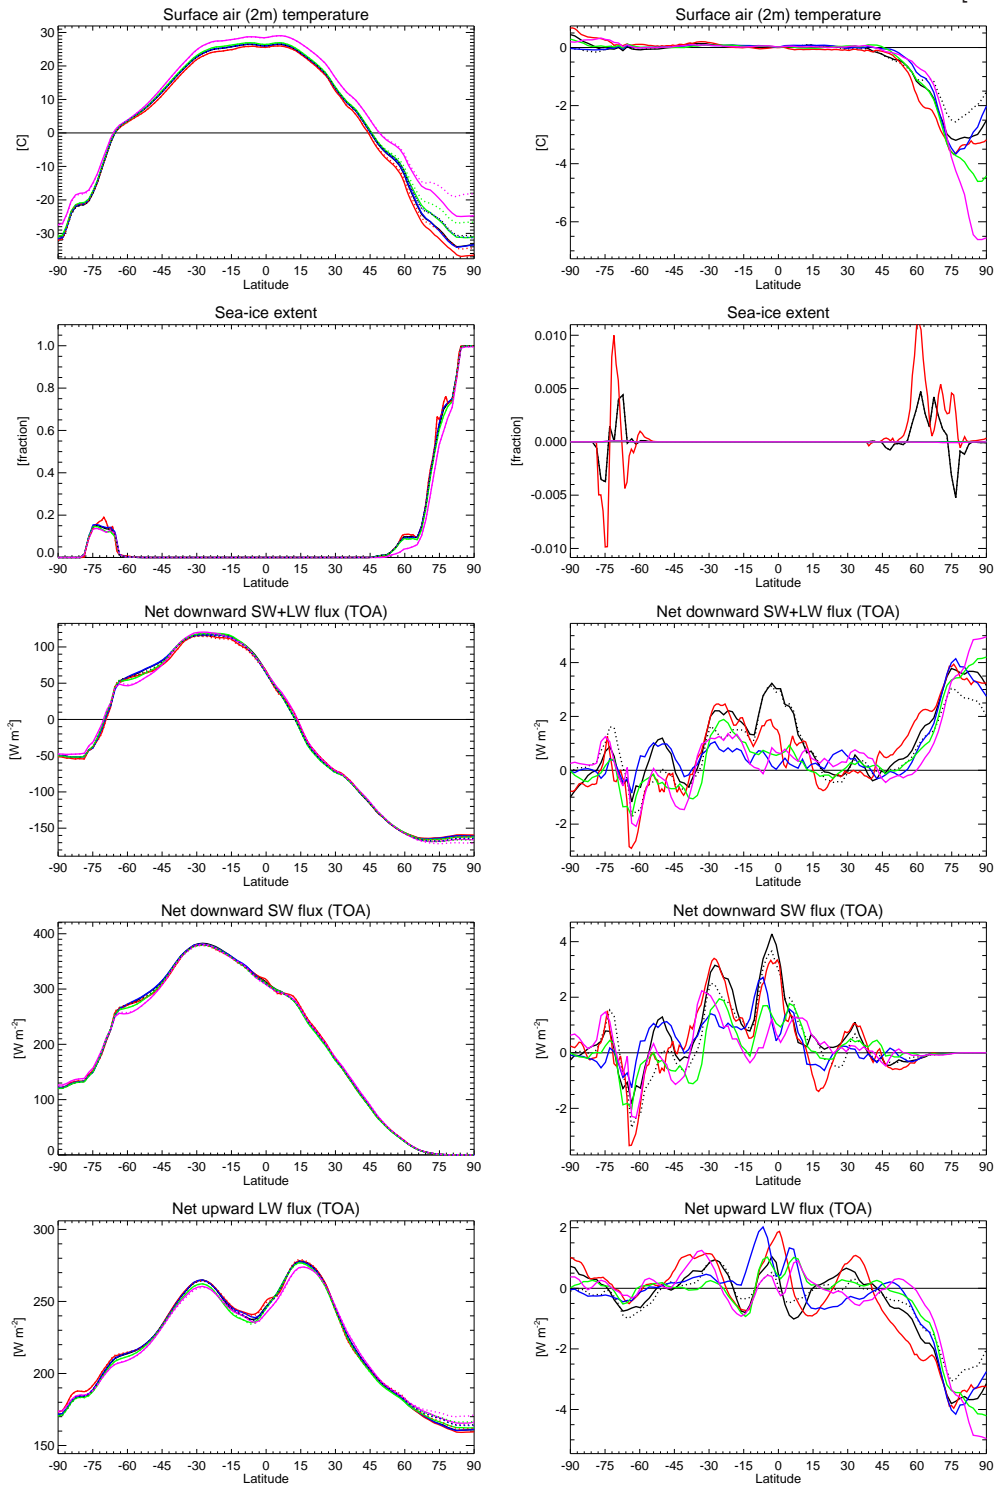 [
Surface air (2m) temperature
30
20
10
0
-10
-20
-30
[C]
-90 -75 -60 -45 -30 -15 0 15 30 45 60 75 90
Latitude
Surface air (2m) temperature
0
-2
-4
-6
[C]
-90 -75 -60 -45 -30 -15 0 15 30 45 60 75 90
Latitude
Sea-ice extent
1.0
0.8
0.6
0.4
0.2
0.0
[fraction]
-90 -75 -60 -45 -30 -15 0 15 30 45 60 75 90
Latitude
Sea-ice extent
0.010
0.005
0.000
-0.005
-0.010
[fraction]
-90 -75 -60 -45 -30 -15 0 15 30 45 60 75 90
Latitude
Net downward SW+LW flux (TOA)
100
50
0
-50
-100
-150
[W m-2]
-90 -75 -60 -45 -30 -15 0 15 30 45 60 75 90
Latitude
Net downward SW+LW flux (TOA)
4
2
0
-2
[W m-2]
-90 -75 -60 -45 -30 -15 0 15 30 45 60 75 90
Latitude
Net downward SW flux (TOA)
400
300
200
100
0
[W m-2]
-90 -75 -60 -45 -30 -15 0 15 30 45 60 75 90
Latitude
Net downward SW flux (TOA)
4
2
0
-2
[W m-2]
-90 -75 -60 -45 -30 -15 0 15 30 45 60 75 90
Latitude
Net upward LW flux (TOA)
300
250
200
150
[W m-2]
-90 -75 -60 -45 -30 -15 0 15 30 45 60 75 90
Latitude
Net upward LW flux (TOA)
2
0
-2
-4
[W m-2]
-90 -75 -60 -45 -30 -15 0 15 30 45 60 75 90
Latitude